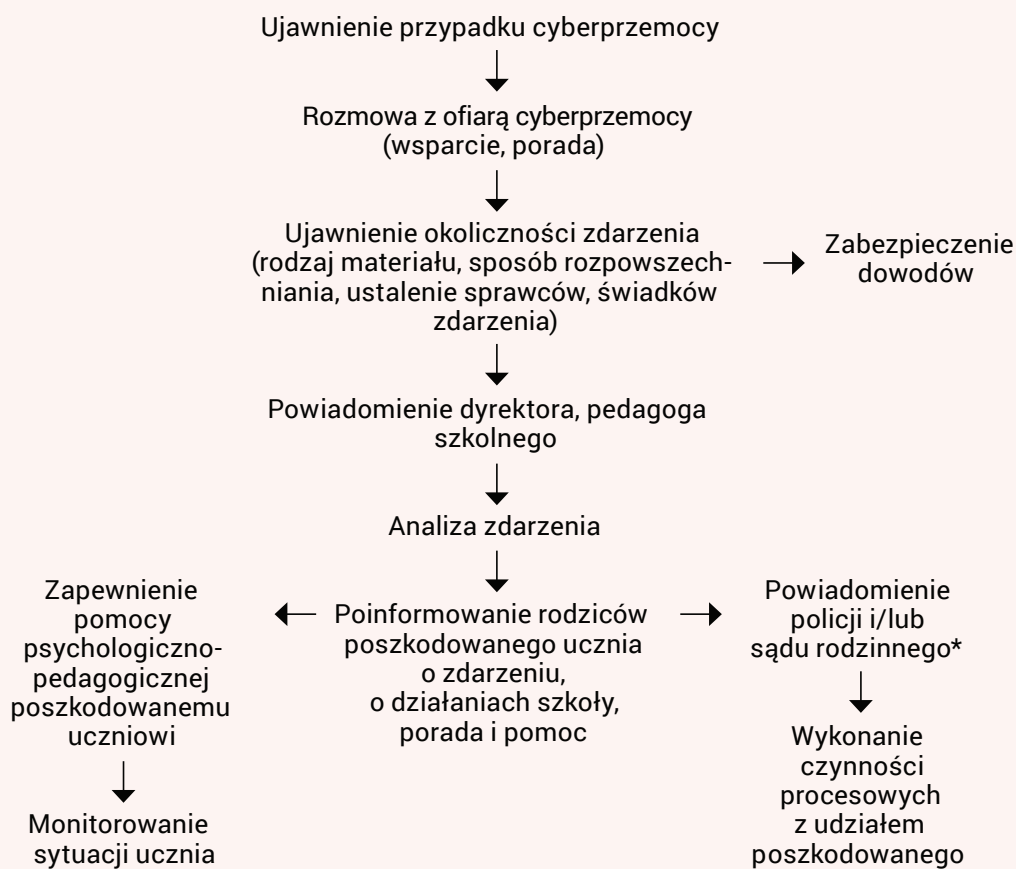 Ujawnienie przypadku cyberprzemocy
Rozmowa z ofiarą cyberprzemocy
(wsparcie, porada)
Ujawnienie okoliczności zdarzenia
(rodzaj materiału, sposób rozpowszech-
niania, ustalenie sprawców, świadków
zdarzenia)
Zabezpieczenie
dowodów
Powiadomienie dyrektora, pedagoga
szkolnego
Analiza zdarzenia
Zapewnienie
pomocy
psychologiczno-
pedagogicznej
poszkodowanemu
uczniowi
Monitorowanie
sytuacji ucznia
Poinformowanie rodziców
poszkodowanego ucznia
o zdarzeniu,
o działaniach szkoły,
porada i pomoc
Powiadomienie
policji i/lub
sądu rodzinnego*
Wykonanie
czynności
procesowych
z udziałem
poszkodowanego